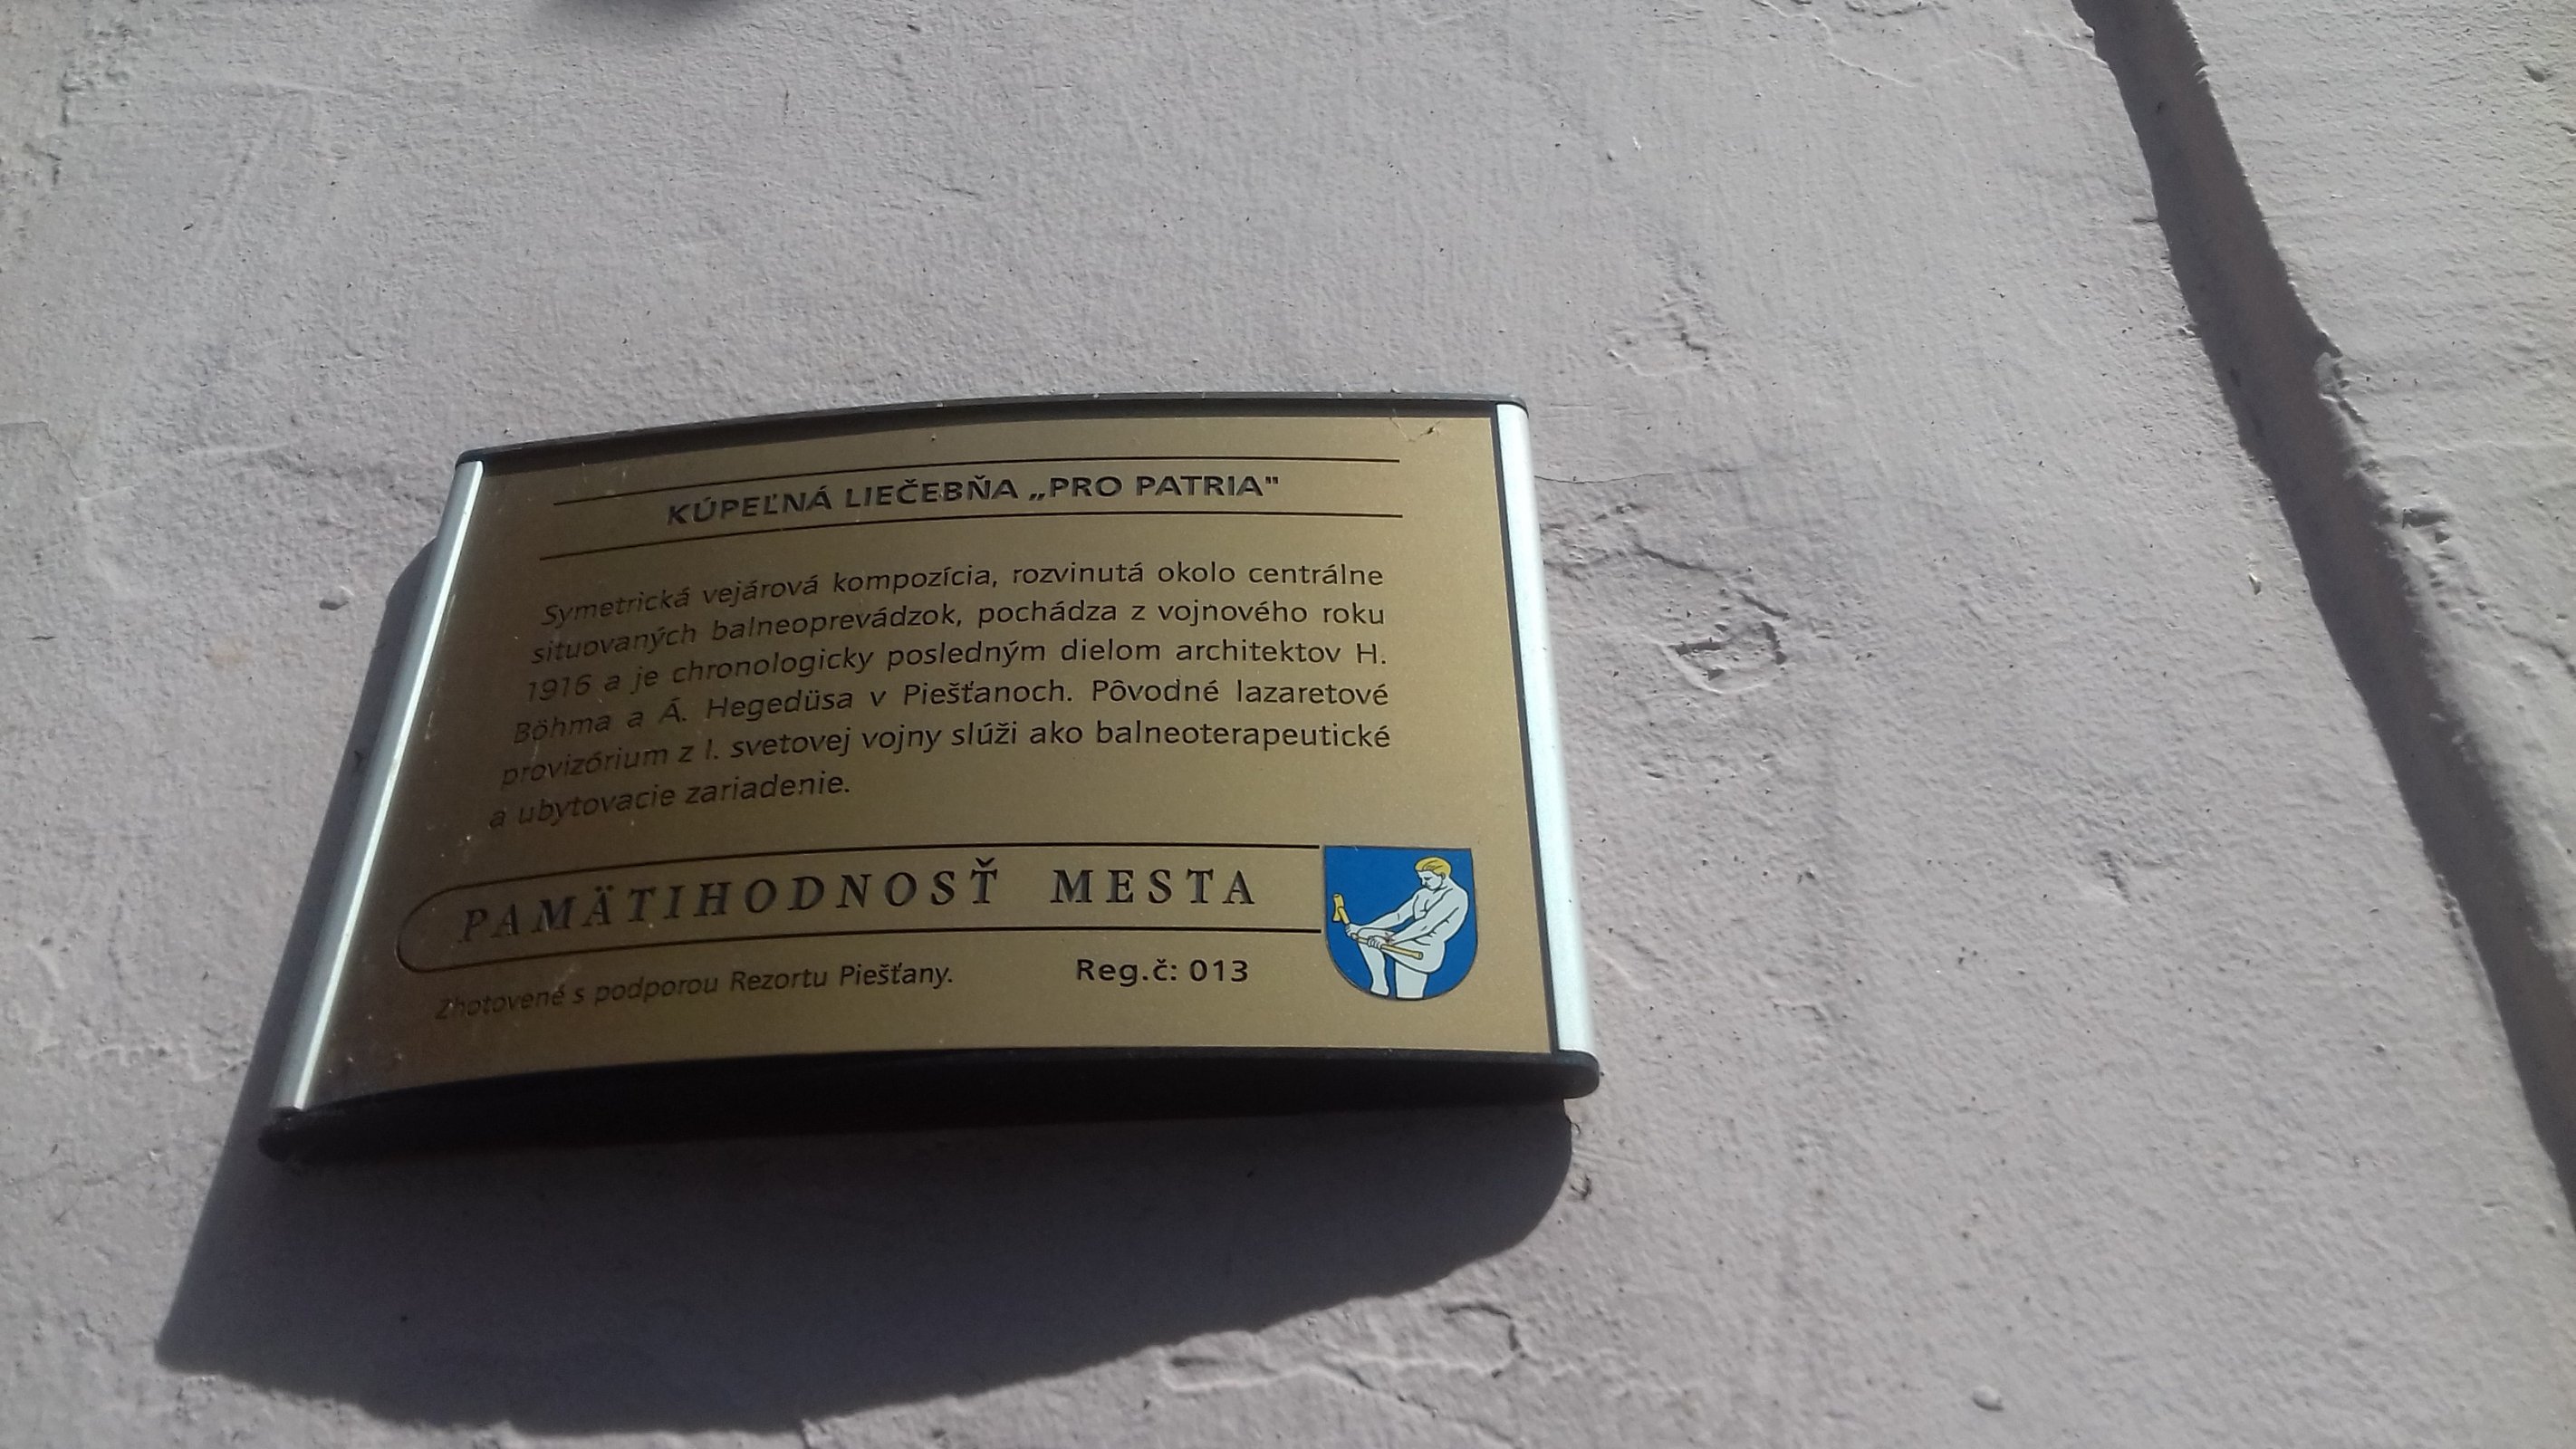 KÚPEĽNÁ LIEČEBŇA „PRO PATRIA"
Symetrická vejárová kompozícia, rozvinutá okolo centrálne
situovaných balneoprevádzok, pochádza z vojnového roku
1916 a je chronologicky posledným dielom architektov H.
Böhma a Á. Hegedüsa v Piešťanoch. Pôvodné lazaretové
provizórium z I. svetovej vojny slúži ako balneoterapeutické
a ubytovacie zariadenie.
PAMÄTIHODNOSŤ MESTA
Zhotovené s podporou Rezortu Piešťany. Reg.č: 013